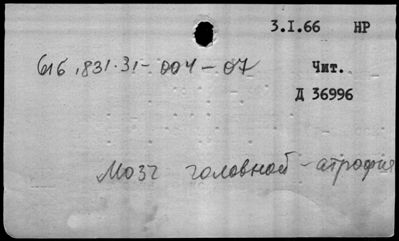 3.I.66 НР
616.831.31-004-07
Чит.
Д 36996
Мозг головной - атрофия